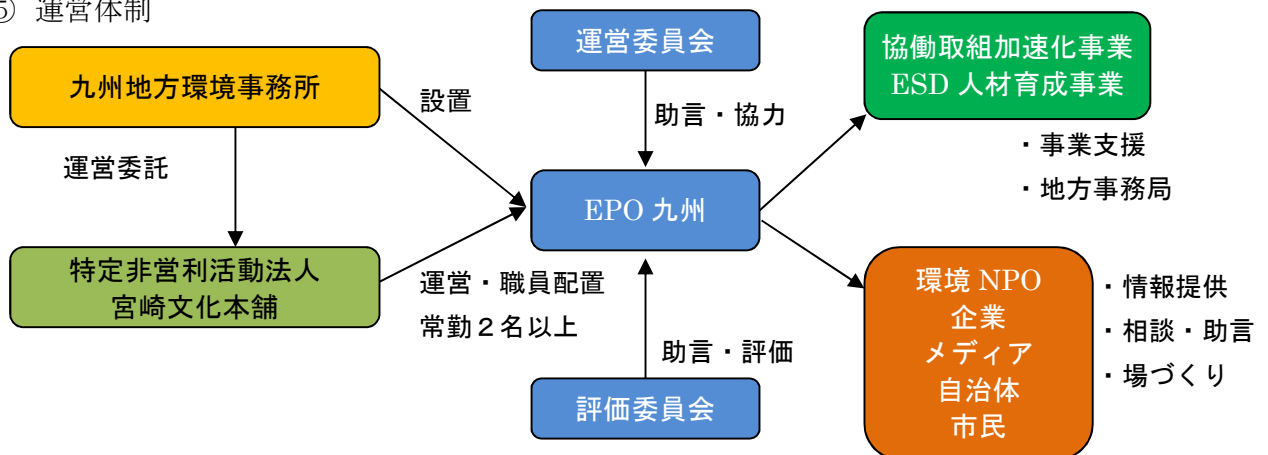 5) 運営体制
九州地方環境事務所
設置
運営委託
特定非営利活動法人
宮崎文化本舗
運営・職員配置
常勤２名以上
運営委員会
助言・協力
EPO 九州
助言・評価
評価委員会
協働取組加速化事業
ESD 人材育成事業
・事業支援
・地方事務局
環境 NPO
企業
メディア
自治体
市民
・情報提供
・相談・助言
・場づくり